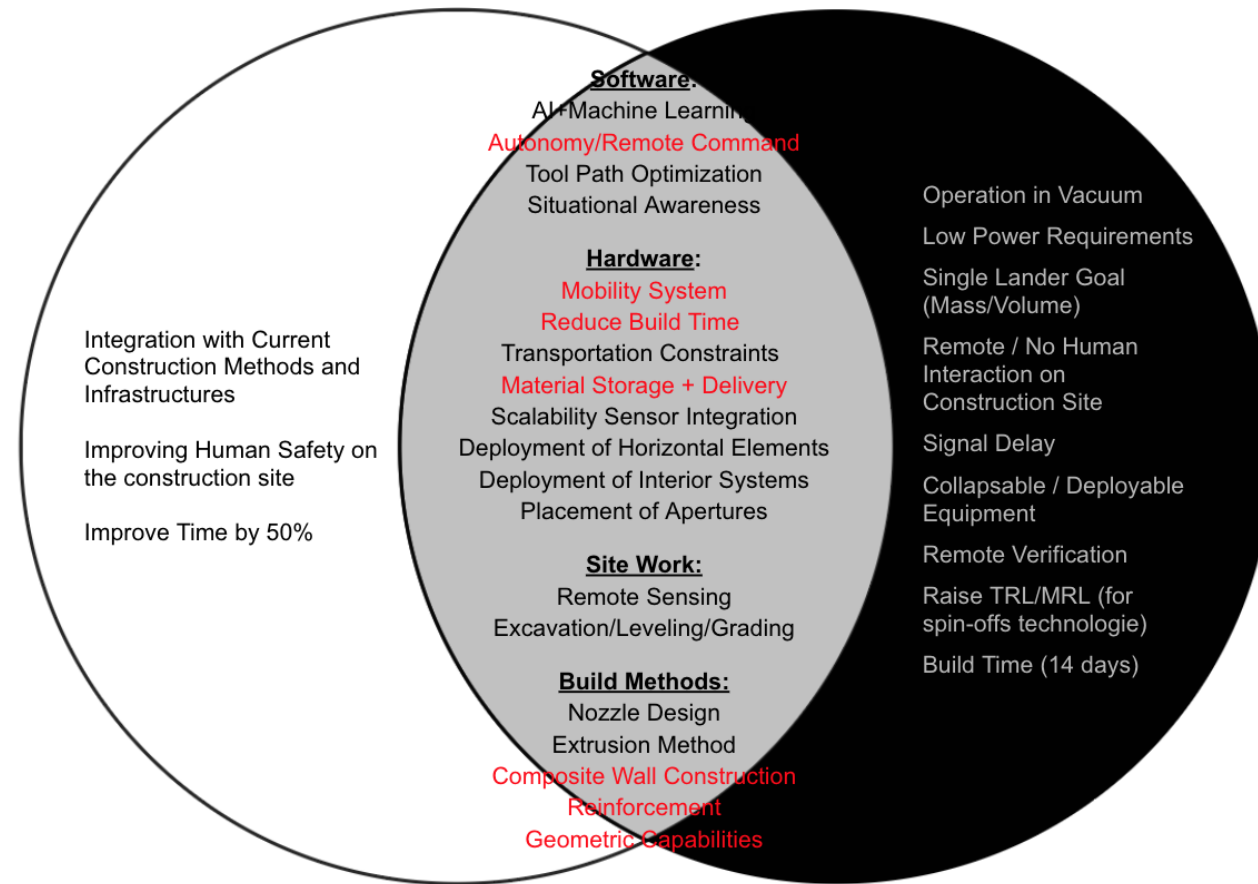 Integration with Current
Construction Methods and
Infrastructures
Improving Human Safety on
the construction site
Improve Time by 50%
Software:
AI+Machine Learning
Autonomy/Remote Command
Tool Path Optimization
Situational Awareness
Hardware:
Mobility System
Reduce Build Time
Transportation Constraints
Material Storage + Delivery
Scalability Sensor Integration
Deployment of Horizontal Elements
Deployment of Interior Systems
Placement of Apertures
Site Work:
Remote Sensing
Excavation/Leveling/Grading
Build Methods:
Nozzle Design
Extrusion Method
Composite Wall Construction
Reinforcement
Geometric Capabilities
Operation in Vacuum
Low Power Requirements
Single Lander Goal
(Mass/Volume)
Remote / No Human
Interaction on
Construction Site
Signal Delay
Collapsable / Deployable
Equipment
Remote Verification
Raise TRL/MRL (for
spin-offs technologie)
Build Time (14 days)